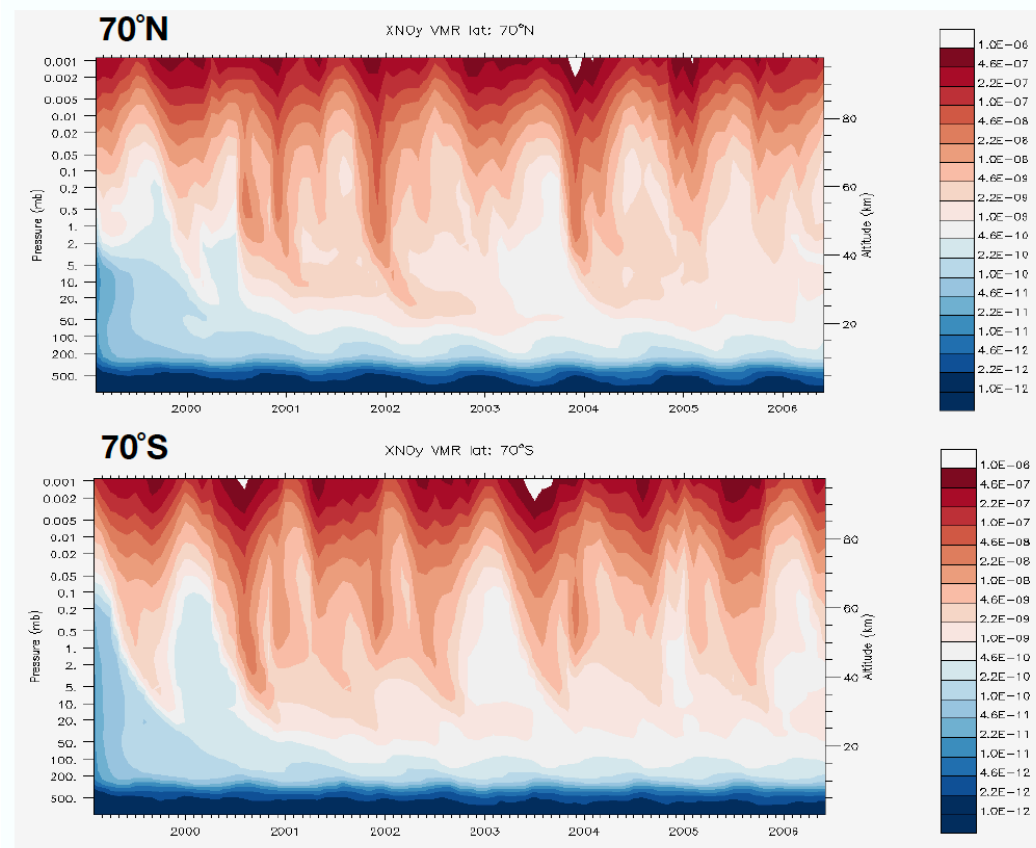 70°N
XNOy VMR lat: 70°N
0.001
0.002
0.005
0.01
0.02
0.05
0.1
0.2
0.5
1.
2.
5.
10.
20.
50.
100.
200.
500.
Pressure (mb)
80
60
40
20
Altitude (km)
2000 2001 2002 2003 2004 2005 2006
1.0E-06
4.6E-07
2.2E-07
1.0E-07
4.6E-08
2.2E-08
1.0E-08
4.6E-09
2.2E-09
1.0E-09
4.6E-10
2.2E-10
1.0E-10
4.6E-11
2.2E-11
1.0E-11
4.6E-12
2.2E-12
1.0E-12
70°S
XNOy VMR lat: 70°S
0.001
0.002
0.005
0.01
0.02
0.05
0.1
0.2
0.5
1.
2.
5.
10.
20.
50.
100.
200.
500.
Pressure (mb)
80
60
40
20
Altitude (km)
2000 2001 2002 2003 2004 2005 2006
1.0E-06
4.6E-07
2.2E-07
1.0E-07
4.6E-08
2.2E-08
1.0E-08
4.6E-09
2.2E-09
1.0E-09
4.6E-10
2.2E-10
1.0E-10
4.6E-11
2.2E-11
1.0E-11
4.6E-12
2.2E-12
1.0E-12